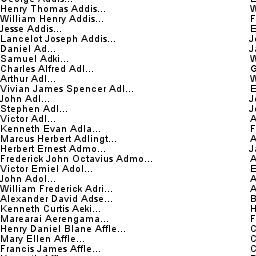 George Addis...
Henry Thomas Addis... W
William Henry Addis... F
Jesse Addis... E
Lancelot Joseph Addis... J
Daniel Ad... J
Samuel Adki... W
Charles Alfred Adl... G
Arthur Adl... W
Vivian James Spencer Adl... E
John Adl... J
Stephen Adl... J
Victor Adl... A
Kenneth Evan Adla... F
Marcus Herbert Adlingt... A
Herbert Ernest Admo... J
Frederick John Octavius Admo... A
Victor Emiel Adol... E
John Adol... A
William Frederick Adri... A
Alexander David Adse... B
Kenneth Curtis Aeki... H
Marearai Aerengama... F
Henry Daniel Blane Affle... C
Mary Ellen Affle... C
Francis James Affle... C